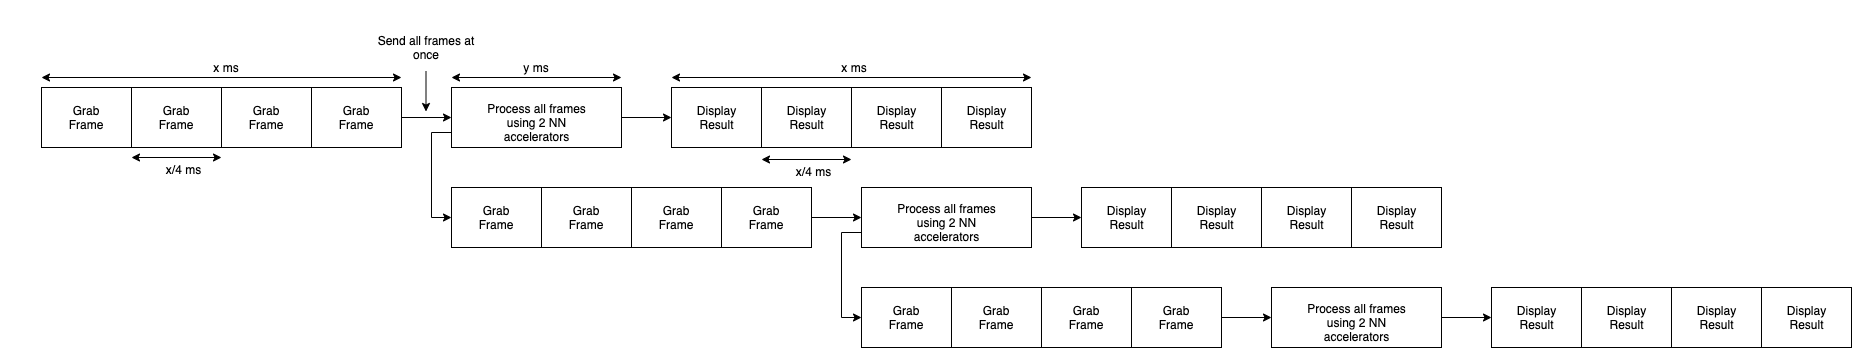 Send all frames at
once
x ms
y ms
x ms
Grab
Frame
Grab
Frame
Grab
Frame
Grab
Frame
Process all frames
using 2 NN
accelerators
Display
Result
Display
Result
Display
Result
Display
Result
x/4 ms
x/4 ms
Grab
Frame
Grab
Frame
Grab
Frame
Grab
Frame
Process all frames
using 2 NN
accelerators
Display
Result
Display
Result
Display
Result
Display
Result
Grab
Frame
Grab
Frame
Grab
Frame
Grab
Frame
Process all frames
using 2 NN
accelerators
Display
Result
Display
Result
Display
Result
Display
Result